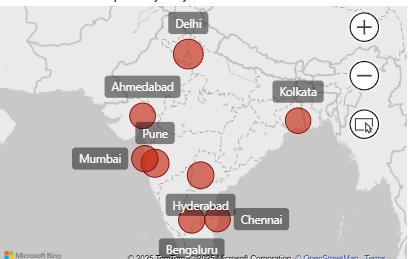 Delhi
Ahmedabad
Kolkata
Pune
Mumbai
Hyderabad
Chennai
Bengaluru
Microsoft Bing
© 2025 TomTom, © 2025 Microsoft Corporation, © OpenStreetMap Terms